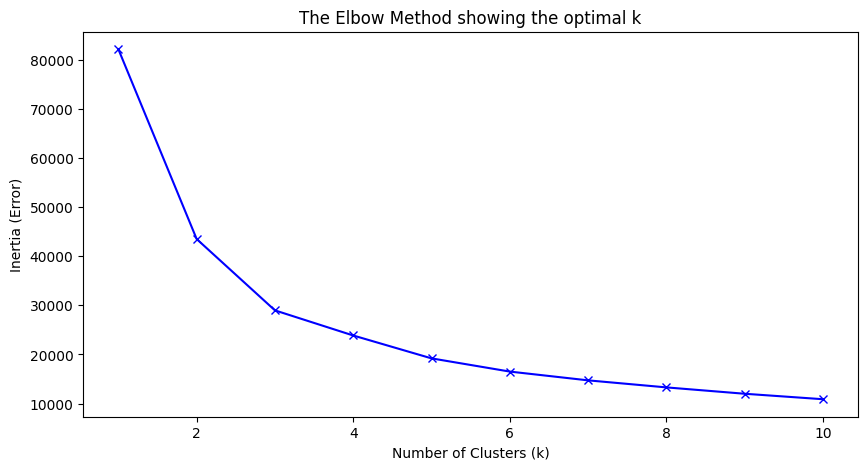 The Elbow Method showing the optimal k
80000
70000
60000
50000
40000
30000
20000
10000
Inertia (Error)
2 4 6 8 10
Number of Clusters (k)